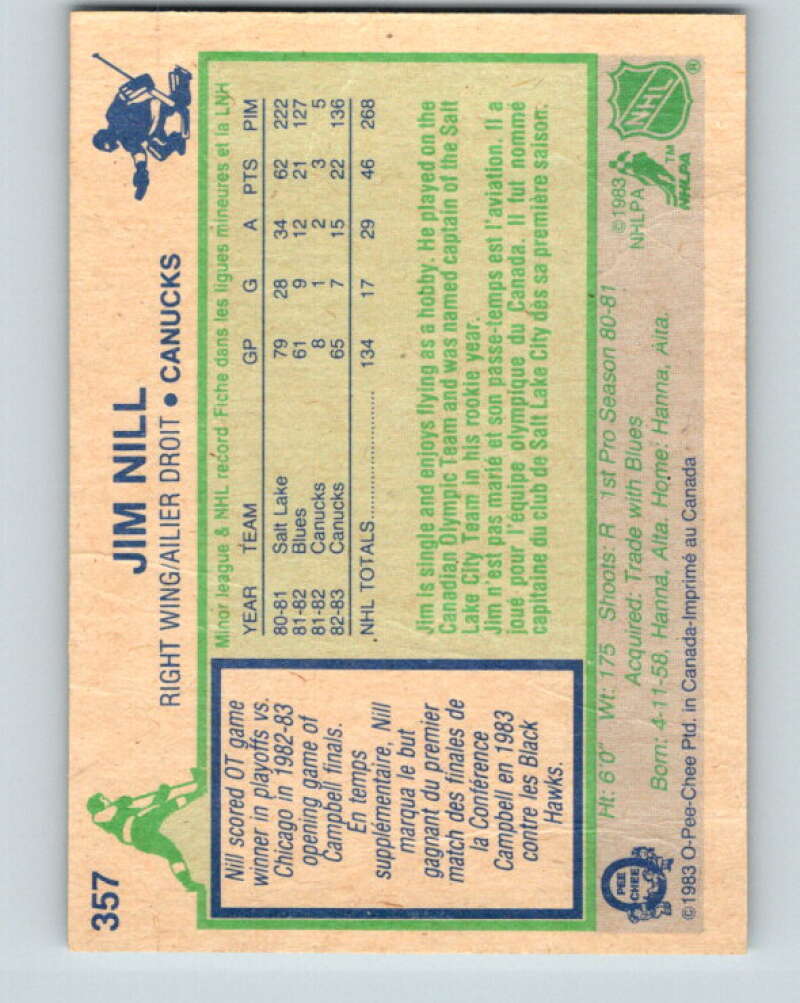 357
JIM NILL
RIGHT WING/AILIER DROIT • CANUCKS
Nill scored OT game
winner in playoffs vs.
Chicago in 1982-83
opening game of
Campbell finals.
En temps
supplémentaire, Nill
marqua le but
gagnant du premier
match des finales de
la Conférence
Campbell en 1983
contre les Black
Hawks.
Minor league & NHL record/Fiche dans les ligues mineures et la LNH
YEAR TEAM GP G A PTS PIM
80-81 Salt Lake 79 28 34 62 222
81-82 Blues 61 9 12 21 127
81-82 Canucks 8 1 2 3 5
82-83 Canucks 65 7 15 22 136
NHL TOTALS.................. 134 17 29 46 268
Jim is single and enjoys flying as a hobby. He played on the
Canadian Olympic Team and was named captain of the Salt
Lake City Team in his rookie year.
Jim n'est pas marié et son passe-temps est l'aviation. Il a
joué pour l'équipe olympique du Canada. Il fut nommé
capitaine du club de Salt Lake City dès sa première saison.
Ht: 6'0" Wt: 175 Shoots: R 1st Pro Season 80-81
Acquired: Trade with Blues
Born: 4-11-58, Hanna, Alta. Home: Hanna, Alta.
©1983
NHLPA
NHLPA
TM
NHL
®
O
PEE
CHEE
©1983 O-Pee-Chee Ptd. in Canada-Imprimé au Canada